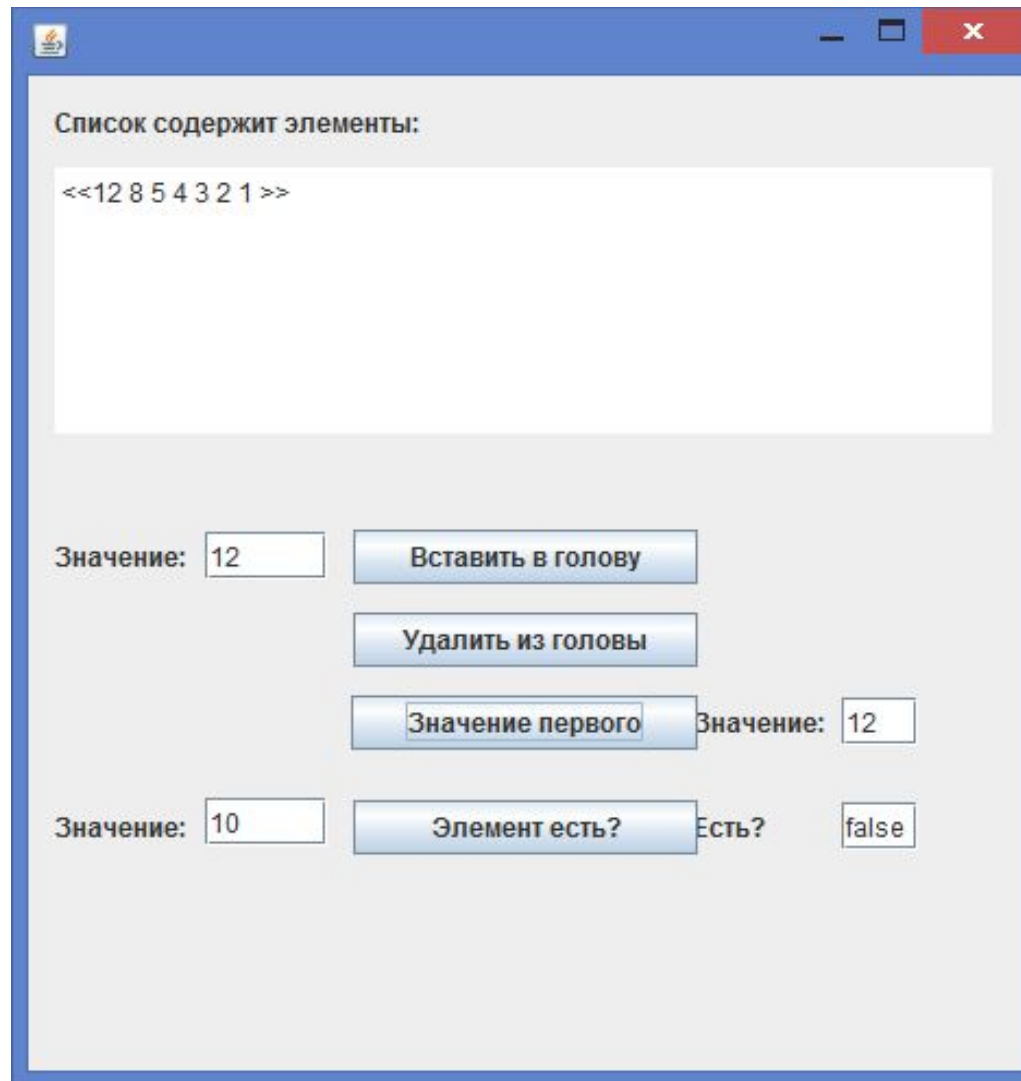 Список содержит элементы:
<<12 8 5 4 3 2 1 >>
Значение: 12 Вставить в голову
Удалить из головы
Значение первого Значение: 12
Значение: 10 Элемент есть? Есть? false